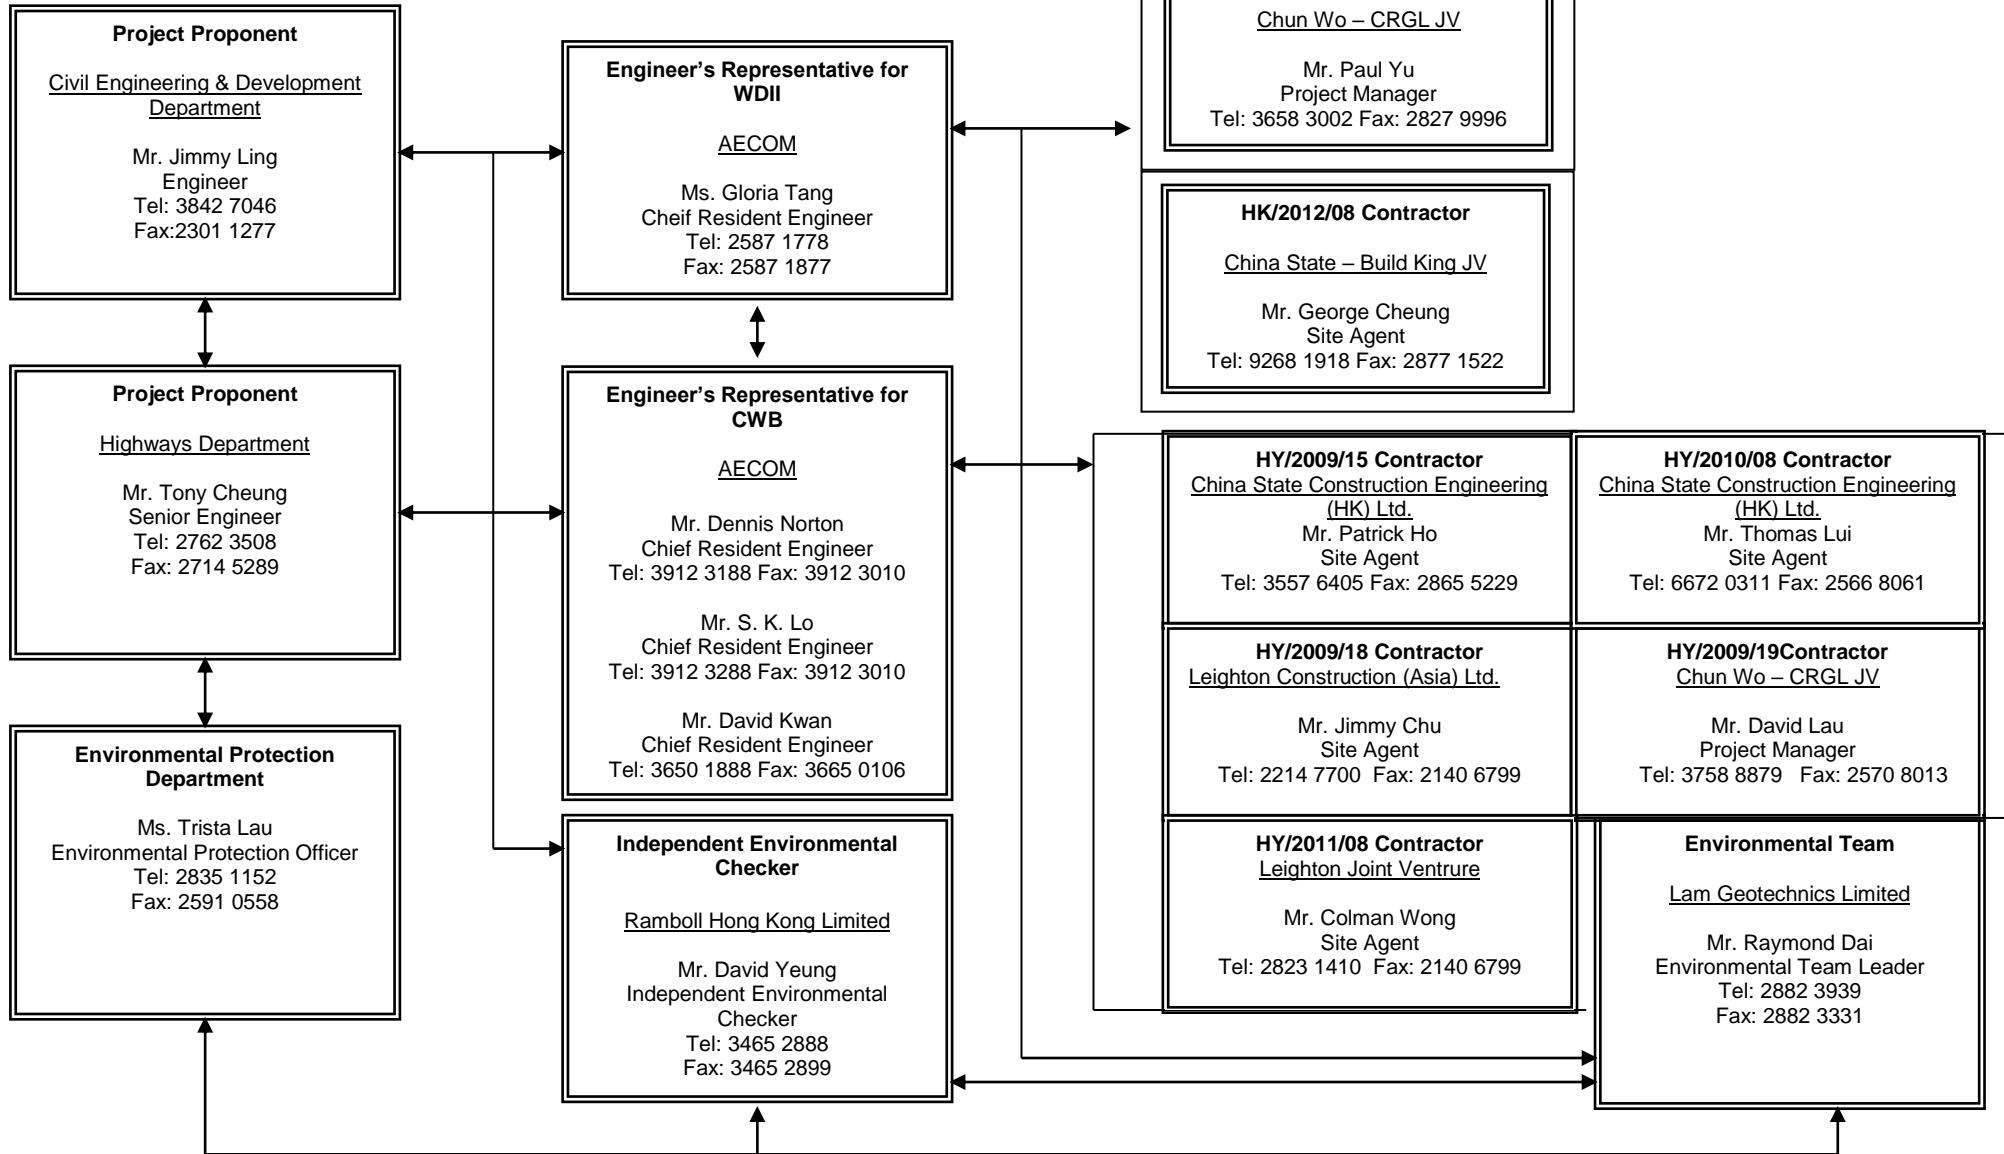 Project Proponent
Civil Engineering & Development
Department
Mr. Jimmy Ling
Engineer
Tel: 3842 7046
Fax:2301 1277
Engineer’s Representative for
WDII
AECOM
Ms. Gloria Tang
Cheif Resident Engineer
Tel: 2587 1778
Fax: 2587 1877
Chun Wo – CRGL JV
Mr. Paul Yu
Project Manager
Tel: 3658 3002 Fax: 2827 9996
HK/2012/08 Contractor
China State – Build King JV
Mr. George Cheung
Site Agent
Tel: 9268 1918 Fax: 2877 1522
Project Proponent
Highways Department
Mr. Tony Cheung
Senior Engineer
Tel: 2762 3508
Fax: 2714 5289
Engineer’s Representative for
CWB
AECOM
Mr. Dennis Norton
Chief Resident Engineer
Tel: 3912 3188 Fax: 3912 3010
Mr. S. K. Lo
Chief Resident Engineer
Tel: 3912 3288 Fax: 3912 3010
Mr. David Kwan
Chief Resident Engineer
Tel: 3650 1888 Fax: 3665 0106
HY/2009/15 Contractor
China State Construction Engineering
(HK) Ltd.
Mr. Patrick Ho
Site Agent
Tel: 3557 6405 Fax: 2865 5229
HY/2010/08 Contractor
China State Construction Engineering
(HK) Ltd.
Mr. Thomas Lui
Site Agent
Tel: 6672 0311 Fax: 2566 8061
HY/2009/18 Contractor
Leighton Construction (Asia) Ltd.
Mr. Jimmy Chu
Site Agent
Tel: 2214 7700 Fax: 2140 6799
HY/2009/19Contractor
Chun Wo – CRGL JV
Mr. David Lau
Project Manager
Tel: 3758 8879 Fax: 2570 8013
Environmental Protection
Department
Ms. Trista Lau
Environmental Protection Officer
Tel: 2835 1152
Fax: 2591 0558
Independent Environmental
Checker
Ramboll Hong Kong Limited
Mr. David Yeung
Independent Environmental
Checker
Tel: 3465 2888
Fax: 3465 2899
HY/2011/08 Contractor
Leighton Joint Ventrure
Mr. Colman Wong
Site Agent
Tel: 2823 1410 Fax: 2140 6799
Environmental Team
Lam Geotechnics Limited
Mr. Raymond Dai
Environmental Team Leader
Tel: 2882 3939
Fax: 2882 3331